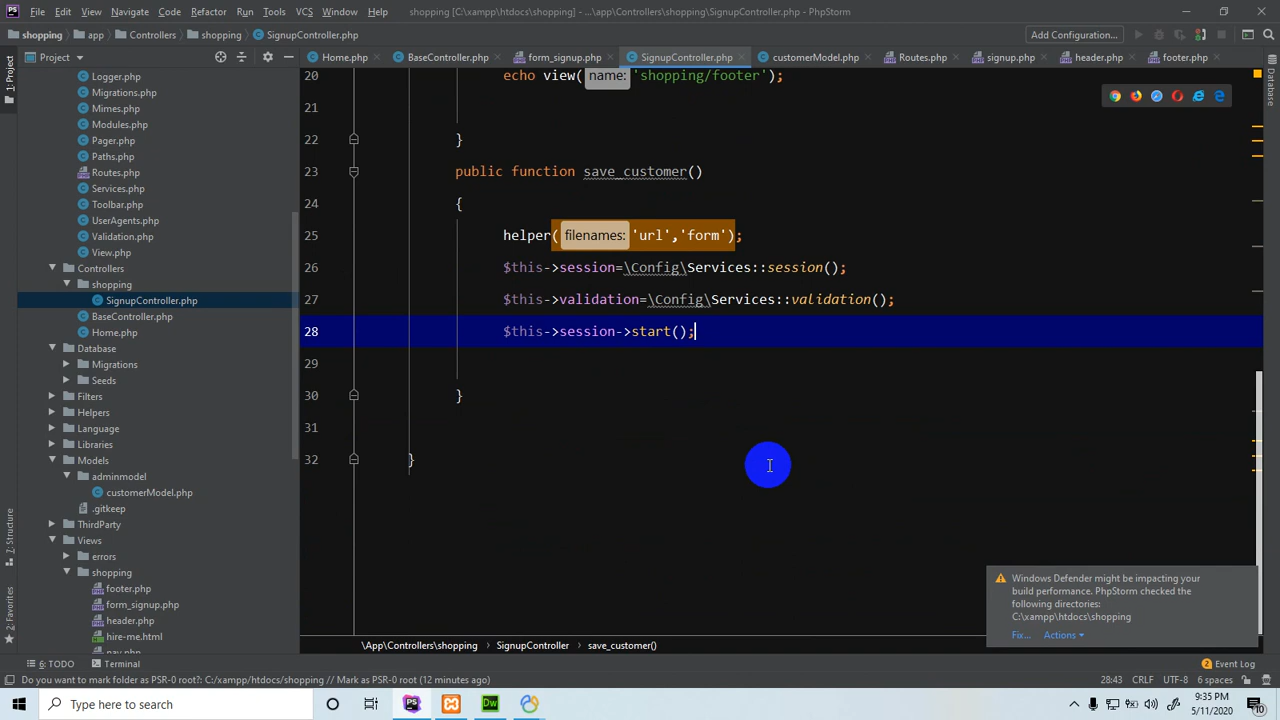 File Edit View Navigate Code Refactor Run Tools VCS Window Help shopping [C:\xampp\htdocs\shopping] - ...\app\Controllers\shopping\SignupController.php - PhpStorm
shopping app Controllers shopping SignupController.php Add Configuration...
Project Home.php BaseController.php form_signup.php SignupController.php customerModel.php Routes.php signup.php header.php footer.php
1: Project
Database
7: Structure
2: Favorites
Logger.php
Migrations.php
Mimes.php
Modules.php
Pager.php
Paths.php
Routes.php
Services.php
Toolbar.php
UserAgents.php
Validation.php
View.php
Controllers
shopping
SignupController.php
BaseController.php
Home.php
Database
Migrations
Seeds
Filters
Helpers
Language
Libraries
Models
adminmodel
customerModel.php
.gitkeep
ThirdParty
Views
errors
shopping
footer.php
form_signup.php
header.php
hire-me.html
nav.php
20 echo view( name: 'shopping/footer');
21
22 }
23 public function save_customer()
24 {
25 helper( filenames: 'url','form');
26 $this->session=\Config\Services::session();
27 $this->validation=\Config\Services::validation();
28 $this->session->start();
29
30 }
31
32 }
Windows Defender might be impacting your
build performance. PhpStorm checked the
following directories:
C:\xampp\htdocs\shopping
Fix... Actions
\App\Controllers\shopping SignupController save_customer()
6: TODO Terminal 2 Event Log
Do you want to mark folder as PSR-0 root?: C:/xampp/htdocs/shopping // Mark as PSR-0 root (12 minutes ago) 28:43 CRLF UTF-8 6 spaces
Type here to search
9:35 PM
5/11/2020
10